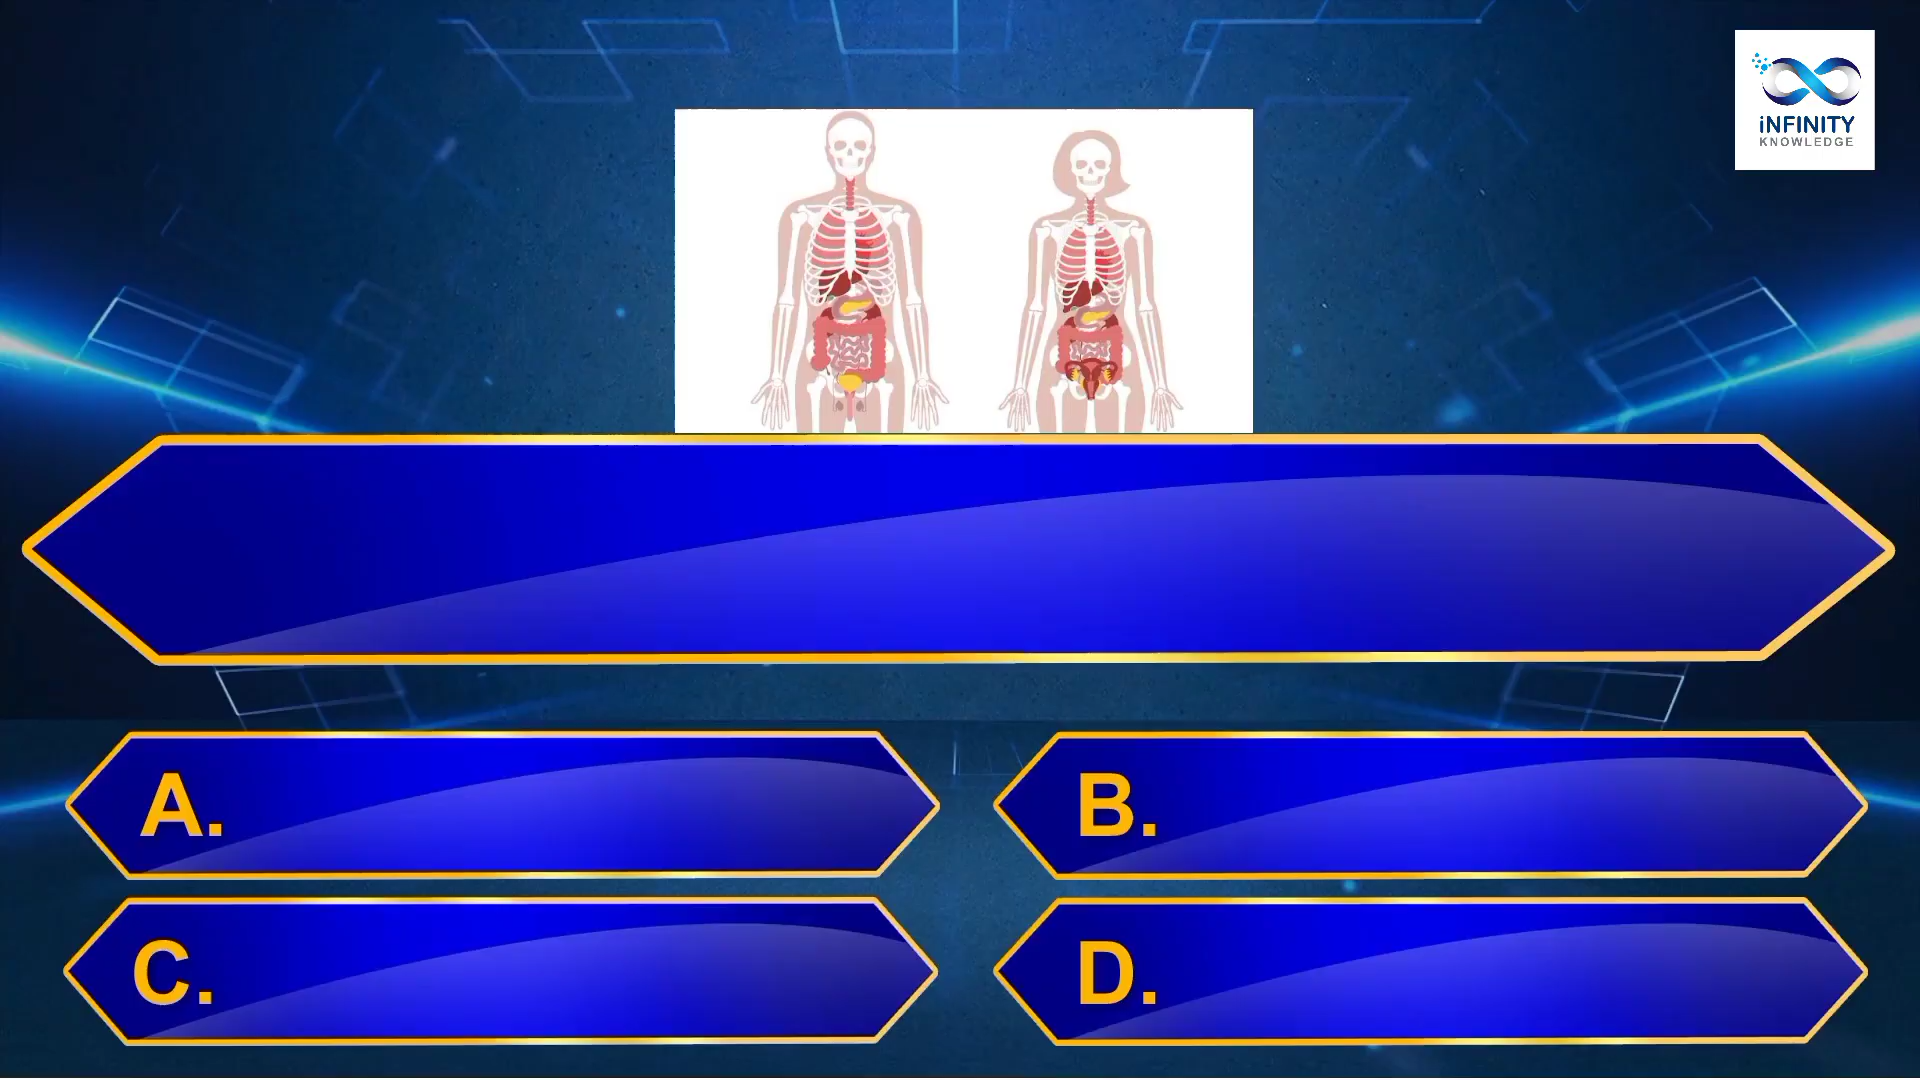 iNFINITY
KNOWLEDGE
A.
B.
C.
D.